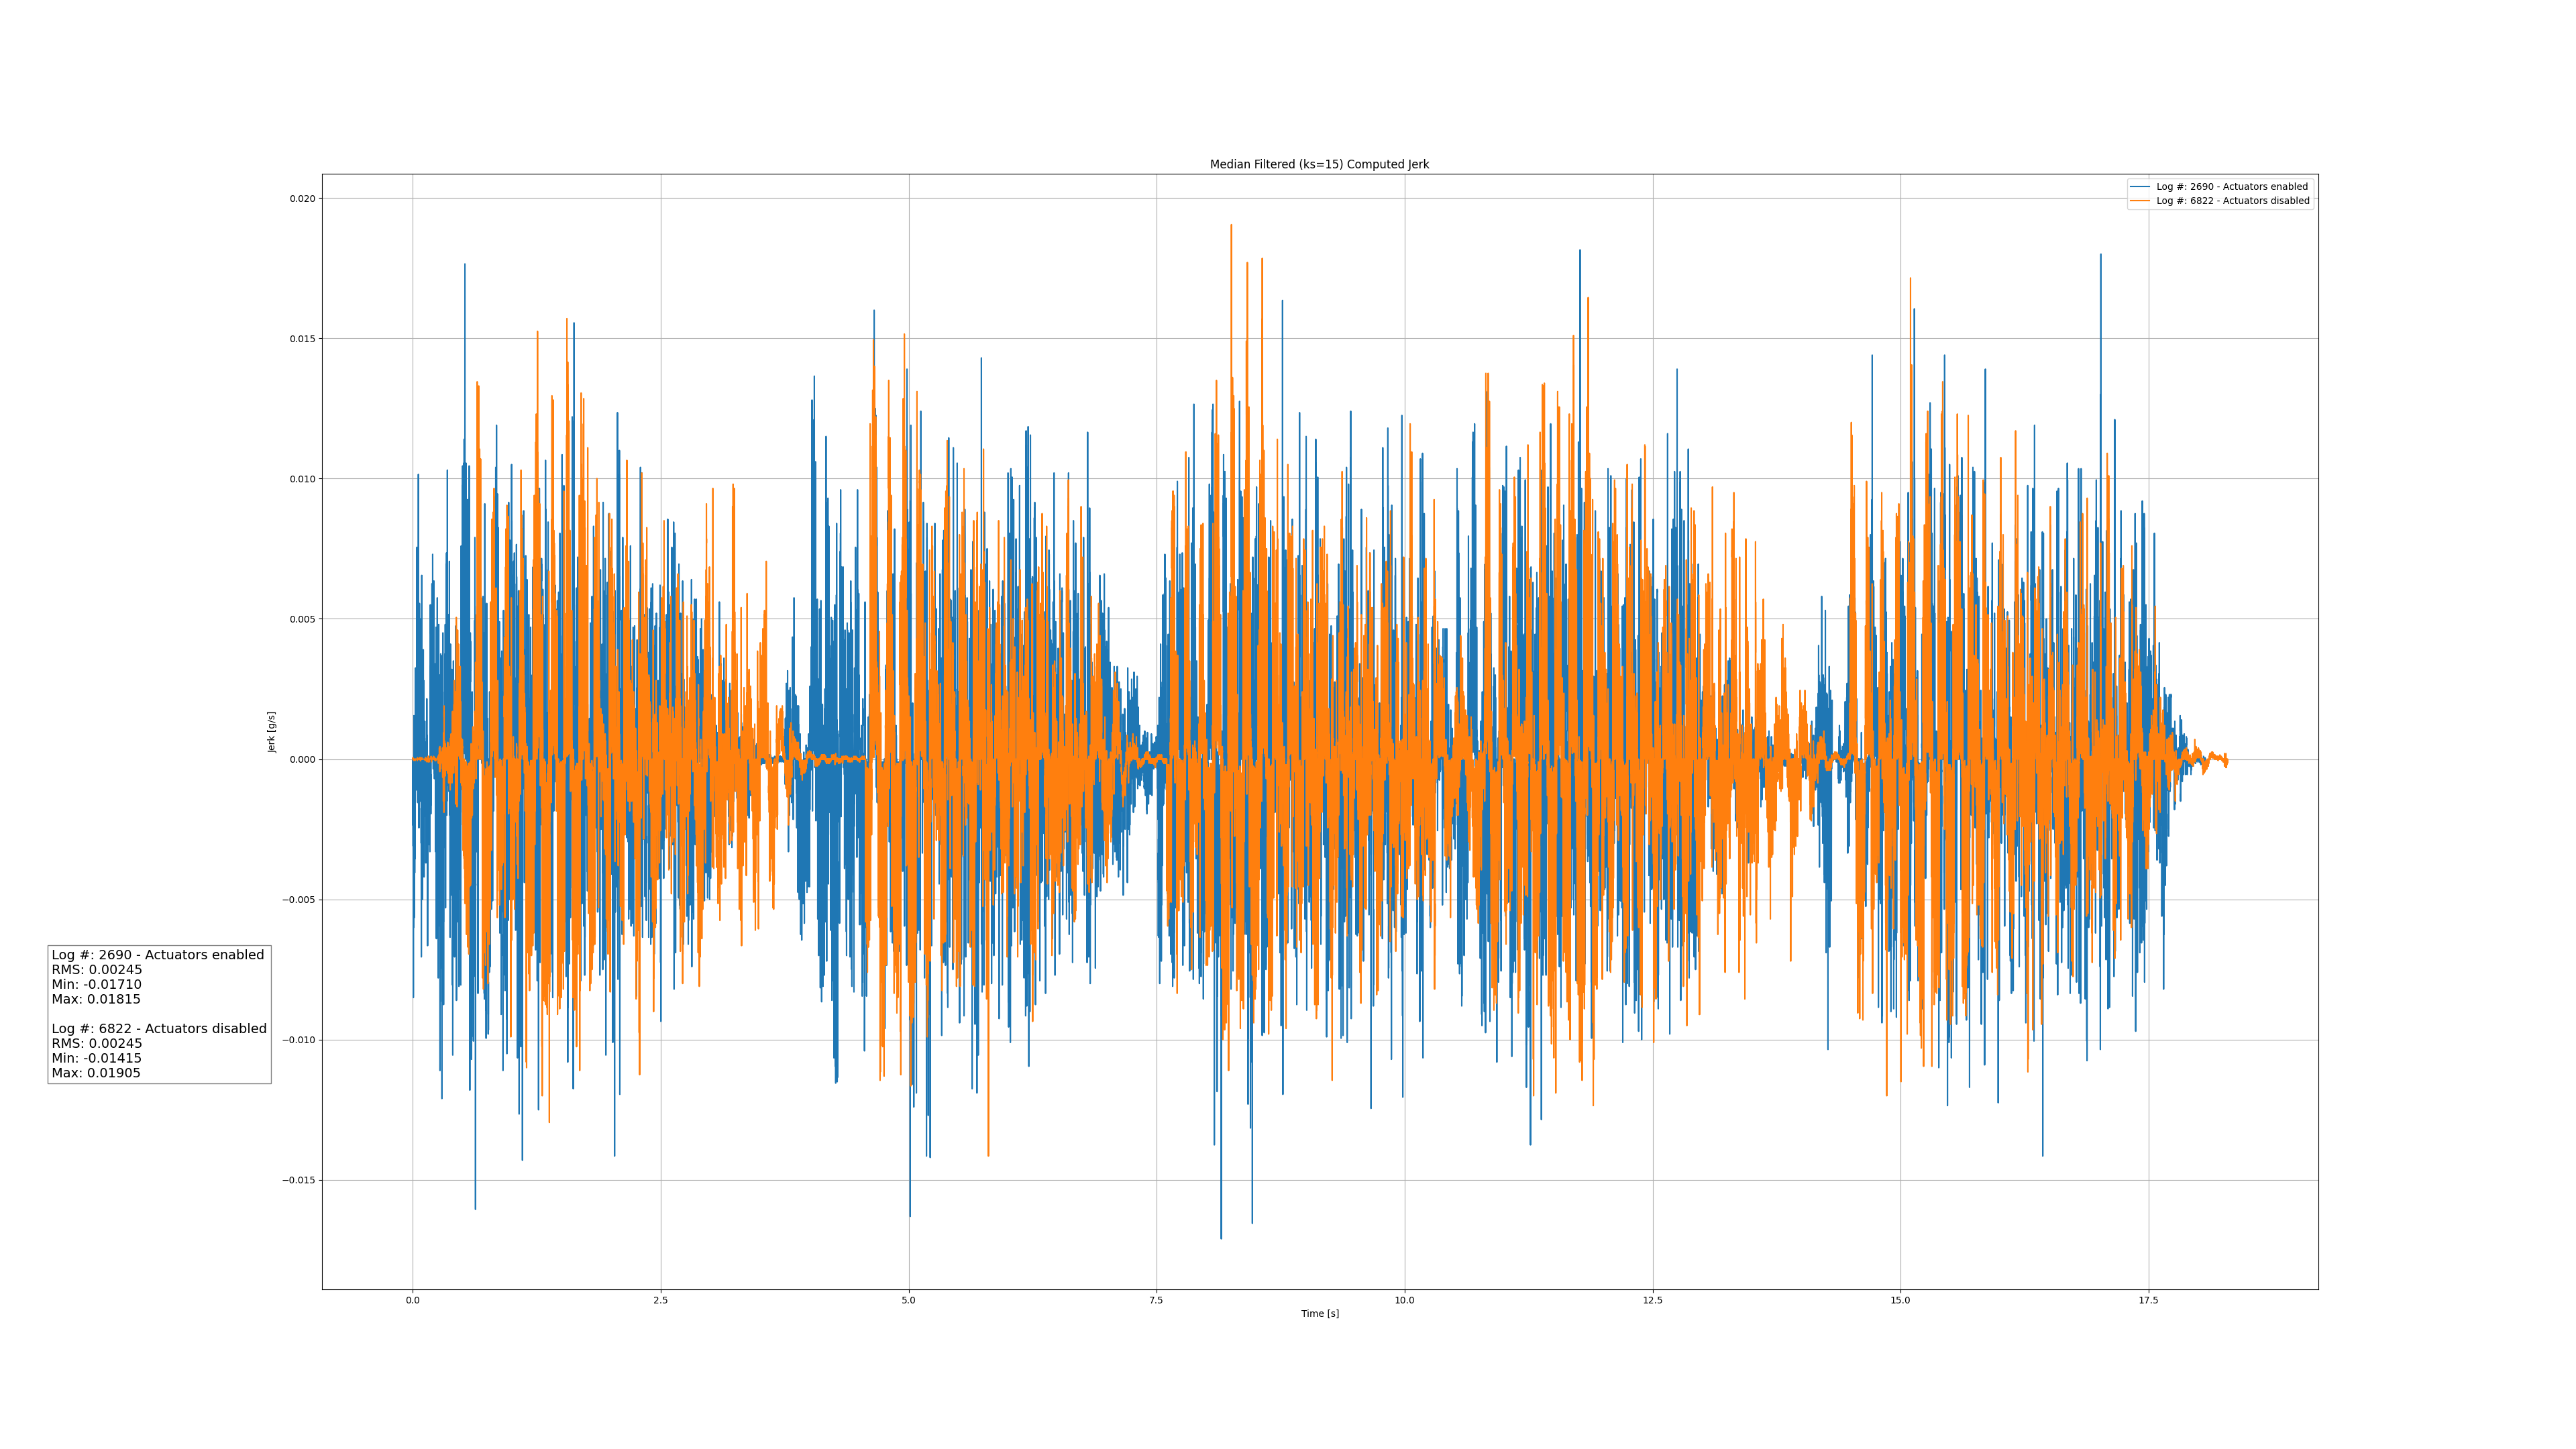 Median Filtered (ks=15) Computed Jerk
Log #: 2690 - Actuators enabled
Log #: 6822 - Actuators disabled
0.020
0.015
0.010
0.005
0.000
−0.005
−0.010
−0.015
Jerk [g/s]
Log #: 2690 - Actuators enabled
RMS: 0.00245
Min: -0.01710
Max: 0.01815
Log #: 6822 - Actuators disabled
RMS: 0.00245
Min: -0.01415
Max: 0.01905
0.0 2.5 5.0 7.5 10.0 12.5 15.0 17.5
Time [s]